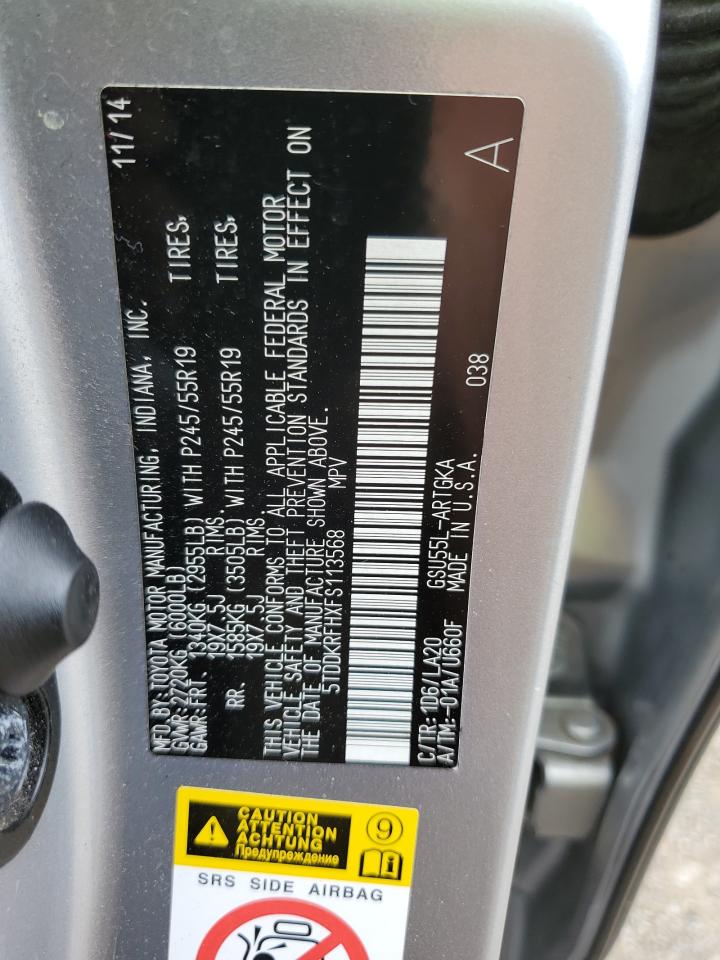 MFD. BY: TOYOTA MOTOR MANUFACTURING, INDIANA, INC. 11/14
GVWR: 2720KG (6000LB)
GAWR: FRT. 1340KG (2955LB) WITH P245/55R19 TIRES,
19X7.5J RIMS,
RR. 1585KG (3505LB) WITH P245/55R19 TIRES,
19X7.5J RIMS.
THIS VEHICLE CONFORMS TO ALL APPLICABLE FEDERAL MOTOR
VEHICLE SAFETY AND THEFT PREVENTION STANDARDS IN EFFECT ON
THE DATE OF MANUFACTURE SHOWN ABOVE.
5TDDKRFHXFS113568 MPV
C/TR: 1D6/LA20 GSU55L-ARTGKA 038 A
A/TM: -01A/U660F MADE IN U.S.A.
CAUTION
ATTENTION
ACHTUNG
Предупреждение
9
i
SRS SIDE AIRBAG